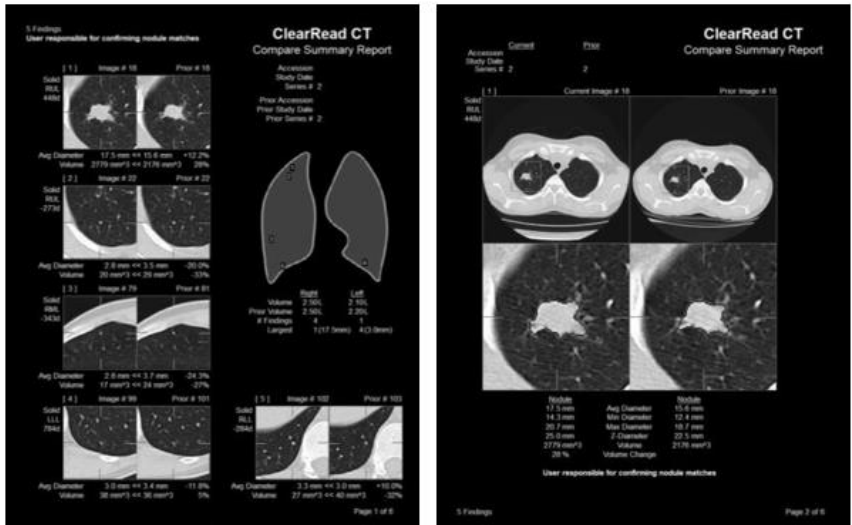 5 Findings
User responsible for confirming nodule matches
ClearRead CT
Compare Summary Report
Accession
Study Date
Series # 2
Prior Accession
Prior Study Date
Prior Series # 2
[ 1 ] Image # 18 Prior # 18
Solid
RUL
448d
Avg Diameter 17.5 mm << 15.6 mm +12.2%
Volume 2779 mm^3 << 2176 mm^3 28%
[ 2 ] Image # 22 Prior # 22
Solid
RUL
-273d
Avg Diameter 2.8 mm << 3.5 mm -20.0%
Volume 20 mm^3 << 29 mm^3 -33%
[ 3 ] Image # 79 Prior # 81
Solid
RML
-343d
Avg Diameter 2.8 mm << 3.7 mm -24.3%
Volume 17 mm^3 << 24 mm^3 -27%
[ 4 ] Image # 99 Prior # 101
Solid
LLL
784d
Avg Diameter 3.0 mm << 3.4 mm -11.8%
Volume 38 mm^3 << 36 mm^3 5%
Right Left
Volume 2.50L 2.10L
Prior Volume 2.50L 2.20L
# Findings 4 1
Largest 1 (17.5mm) 4 (3.0mm)
[ 5 ] Image # 102 Prior # 103
Solid
RLL
-284d
Avg Diameter 3.3 mm << 3.0 mm +10.0%
Volume 27 mm^3 << 40 mm^3 -32%
Page 1 of 6
ClearRead CT
Compare Summary Report
Current Prior
Accession
Study Date
Series # 2 2
[ 1 ] Current Image # 18 Prior Image # 18
Solid
RUL
448d
Nodule Nodule
17.5 mm Avg Diameter 15.6 mm
14.3 mm Min Diameter 12.4 mm
20.7 mm Max Diameter 18.7 mm
25.0 mm Z-Diameter 22.5 mm
2779 mm^3 Volume 2176 mm^3
28 % Volume Change
User responsible for confirming nodule matches
5 Findings
Page 2 of 6